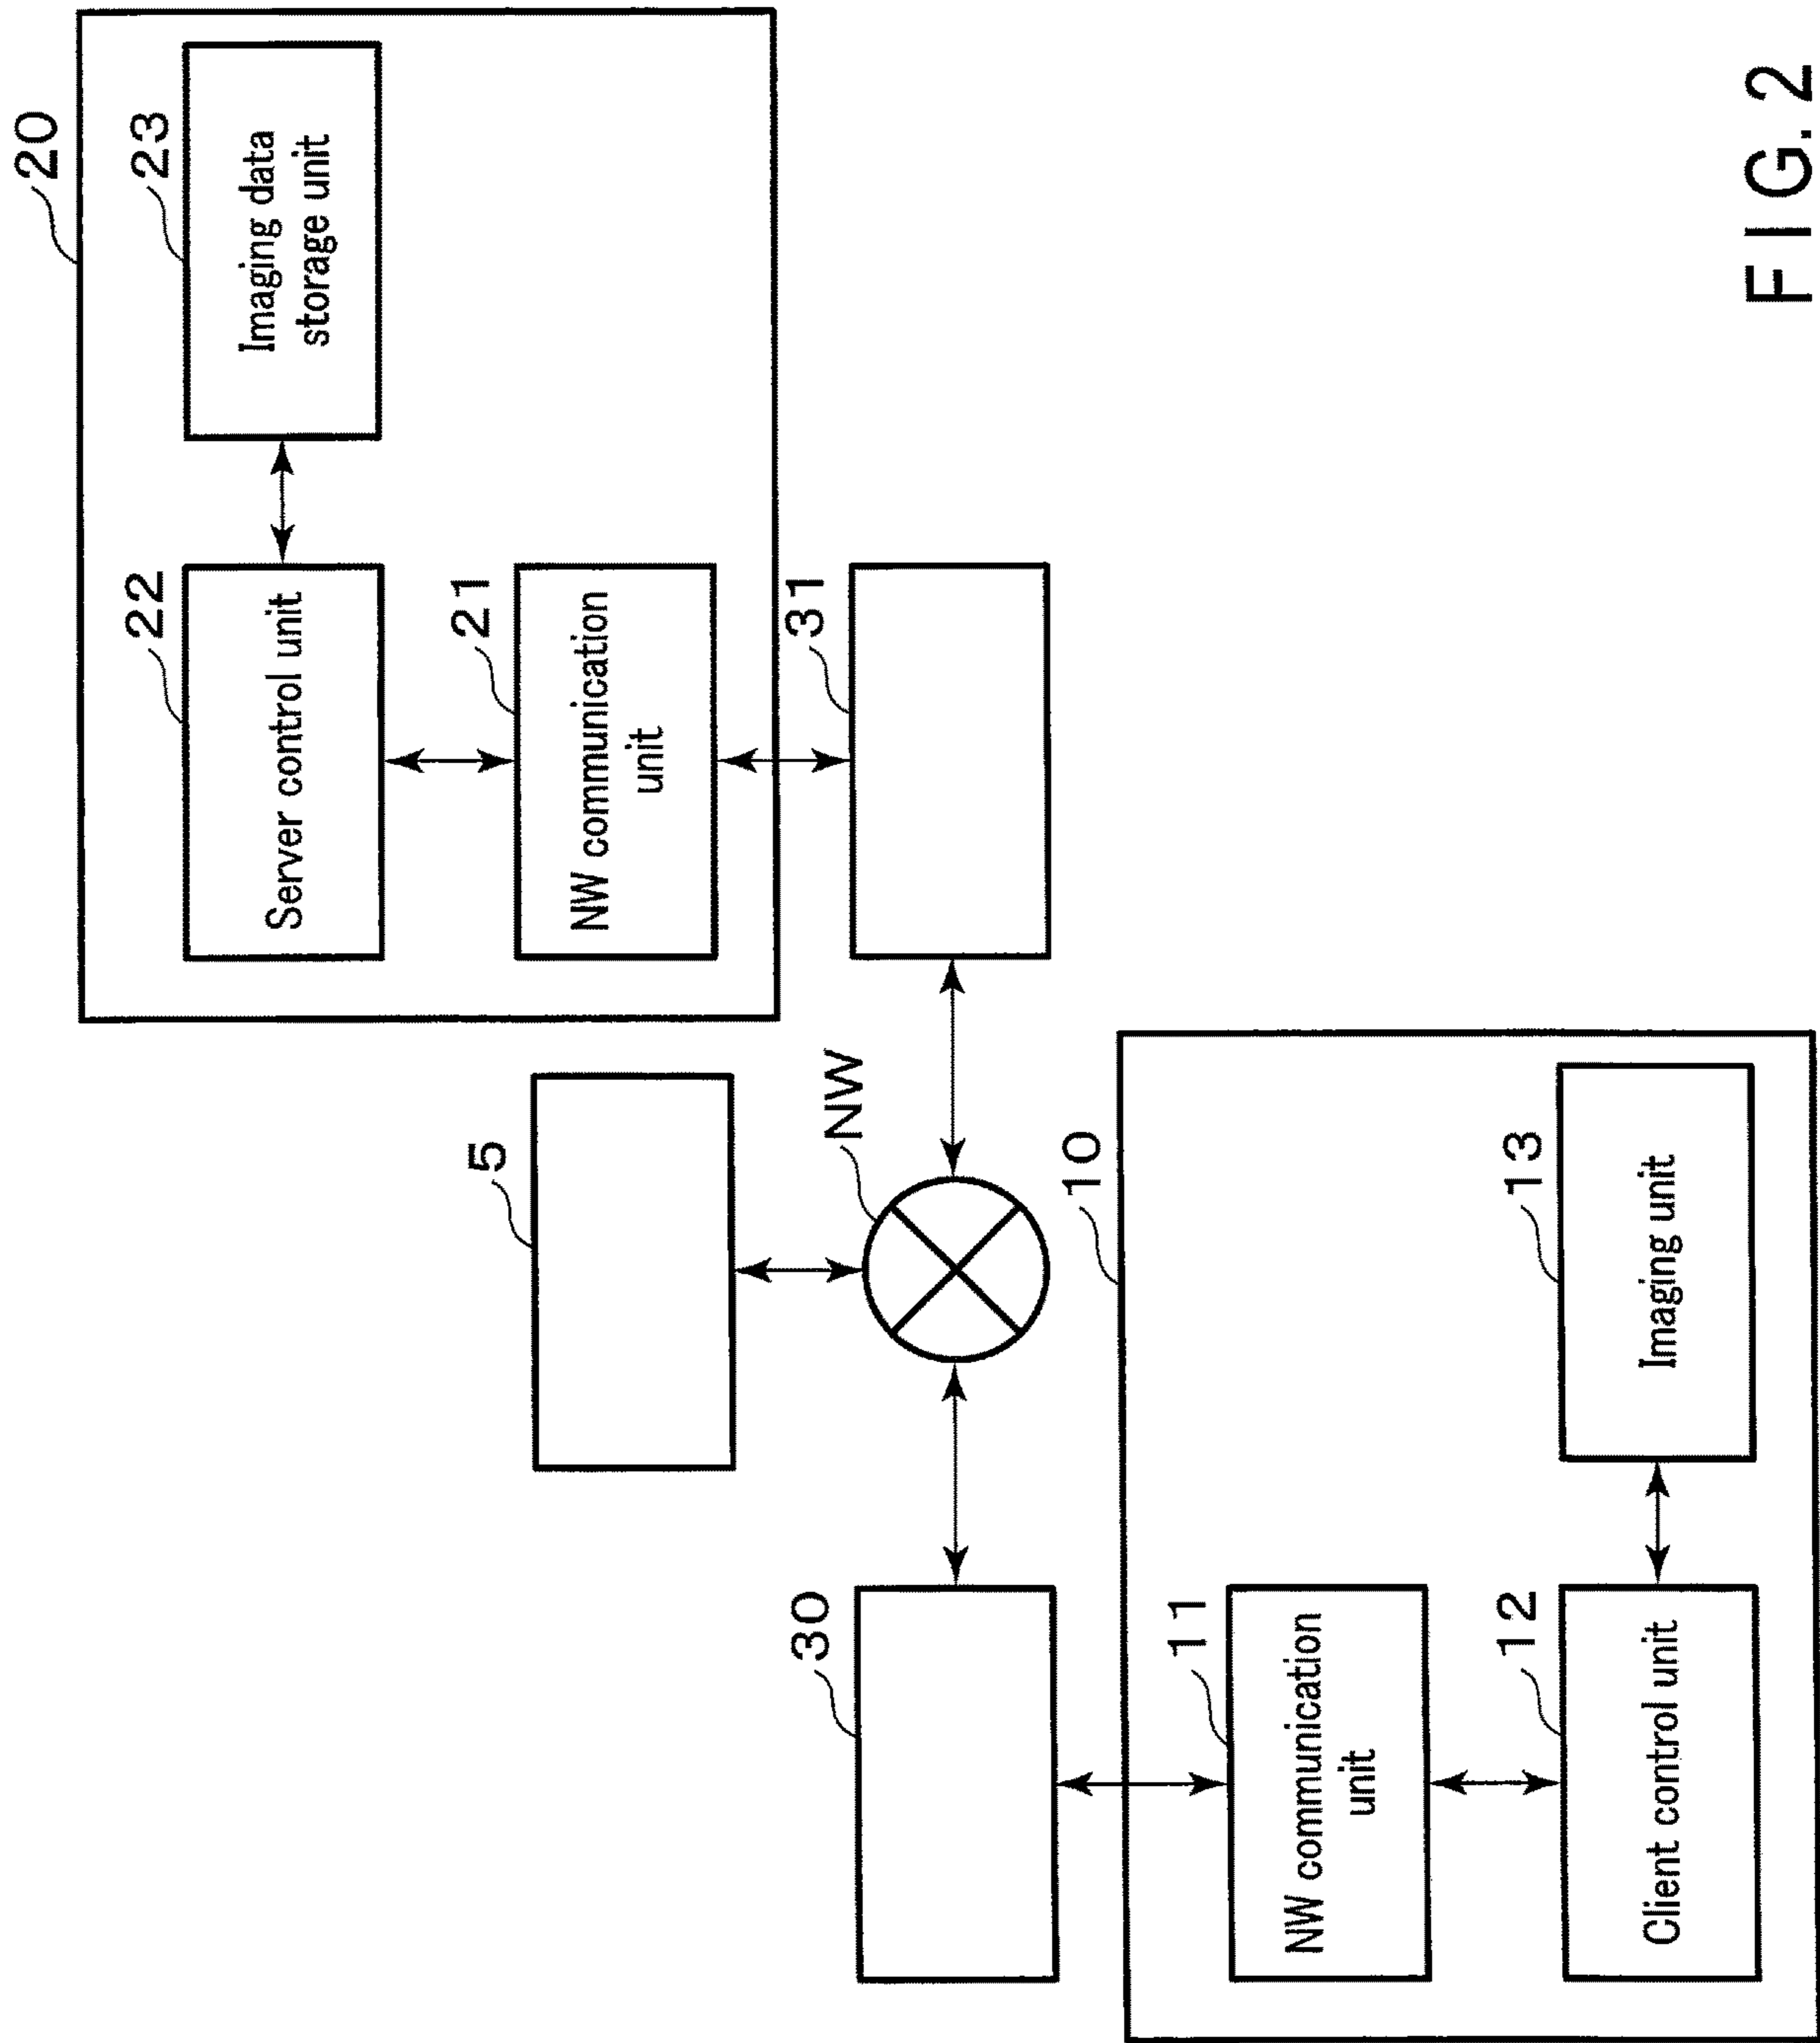 20
22
23
Server control unit
Imaging data
storage unit
5
21
NW communication
unit
30
NW
31
10
11
NW communication
unit
12
13
Client control unit
Imaging unit
FIG. 2